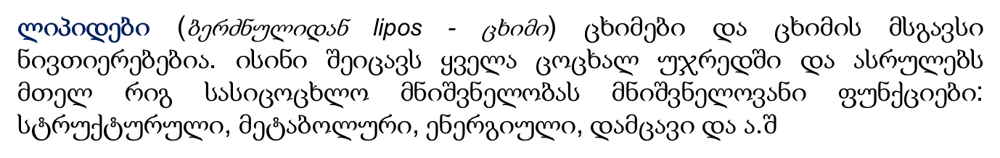 ლიპიდები (ბერძნულიდან lipos - ცხიმი) ცხიმები და ცხიმის მსგავსი
ნივთიერებებია. ისინი შეიცავს ყველა ცოცხალ უჯრედში და ასრულებს
მთელ რიგ სასიცოცხლო მნიშვნელობას მნიშვნელოვანი ფუნქციები:
სტრუქტურული, მეტაბოლური, ენერგიული, დამცავი და ა.შ